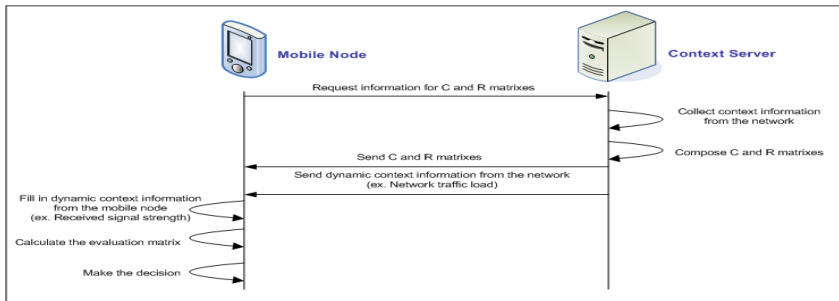 Mobile Node
Context Server
Request information for C and R matrixes
Collect context information
from the network
Compose C and R matrixes
Send C and R matrixes
Send dynamic context information from the network
(ex. Network traffic load)
Fill in dynamic context information
from the mobile node
(ex. Received signal strength)
Calculate the evaluation matrix
Make the decision